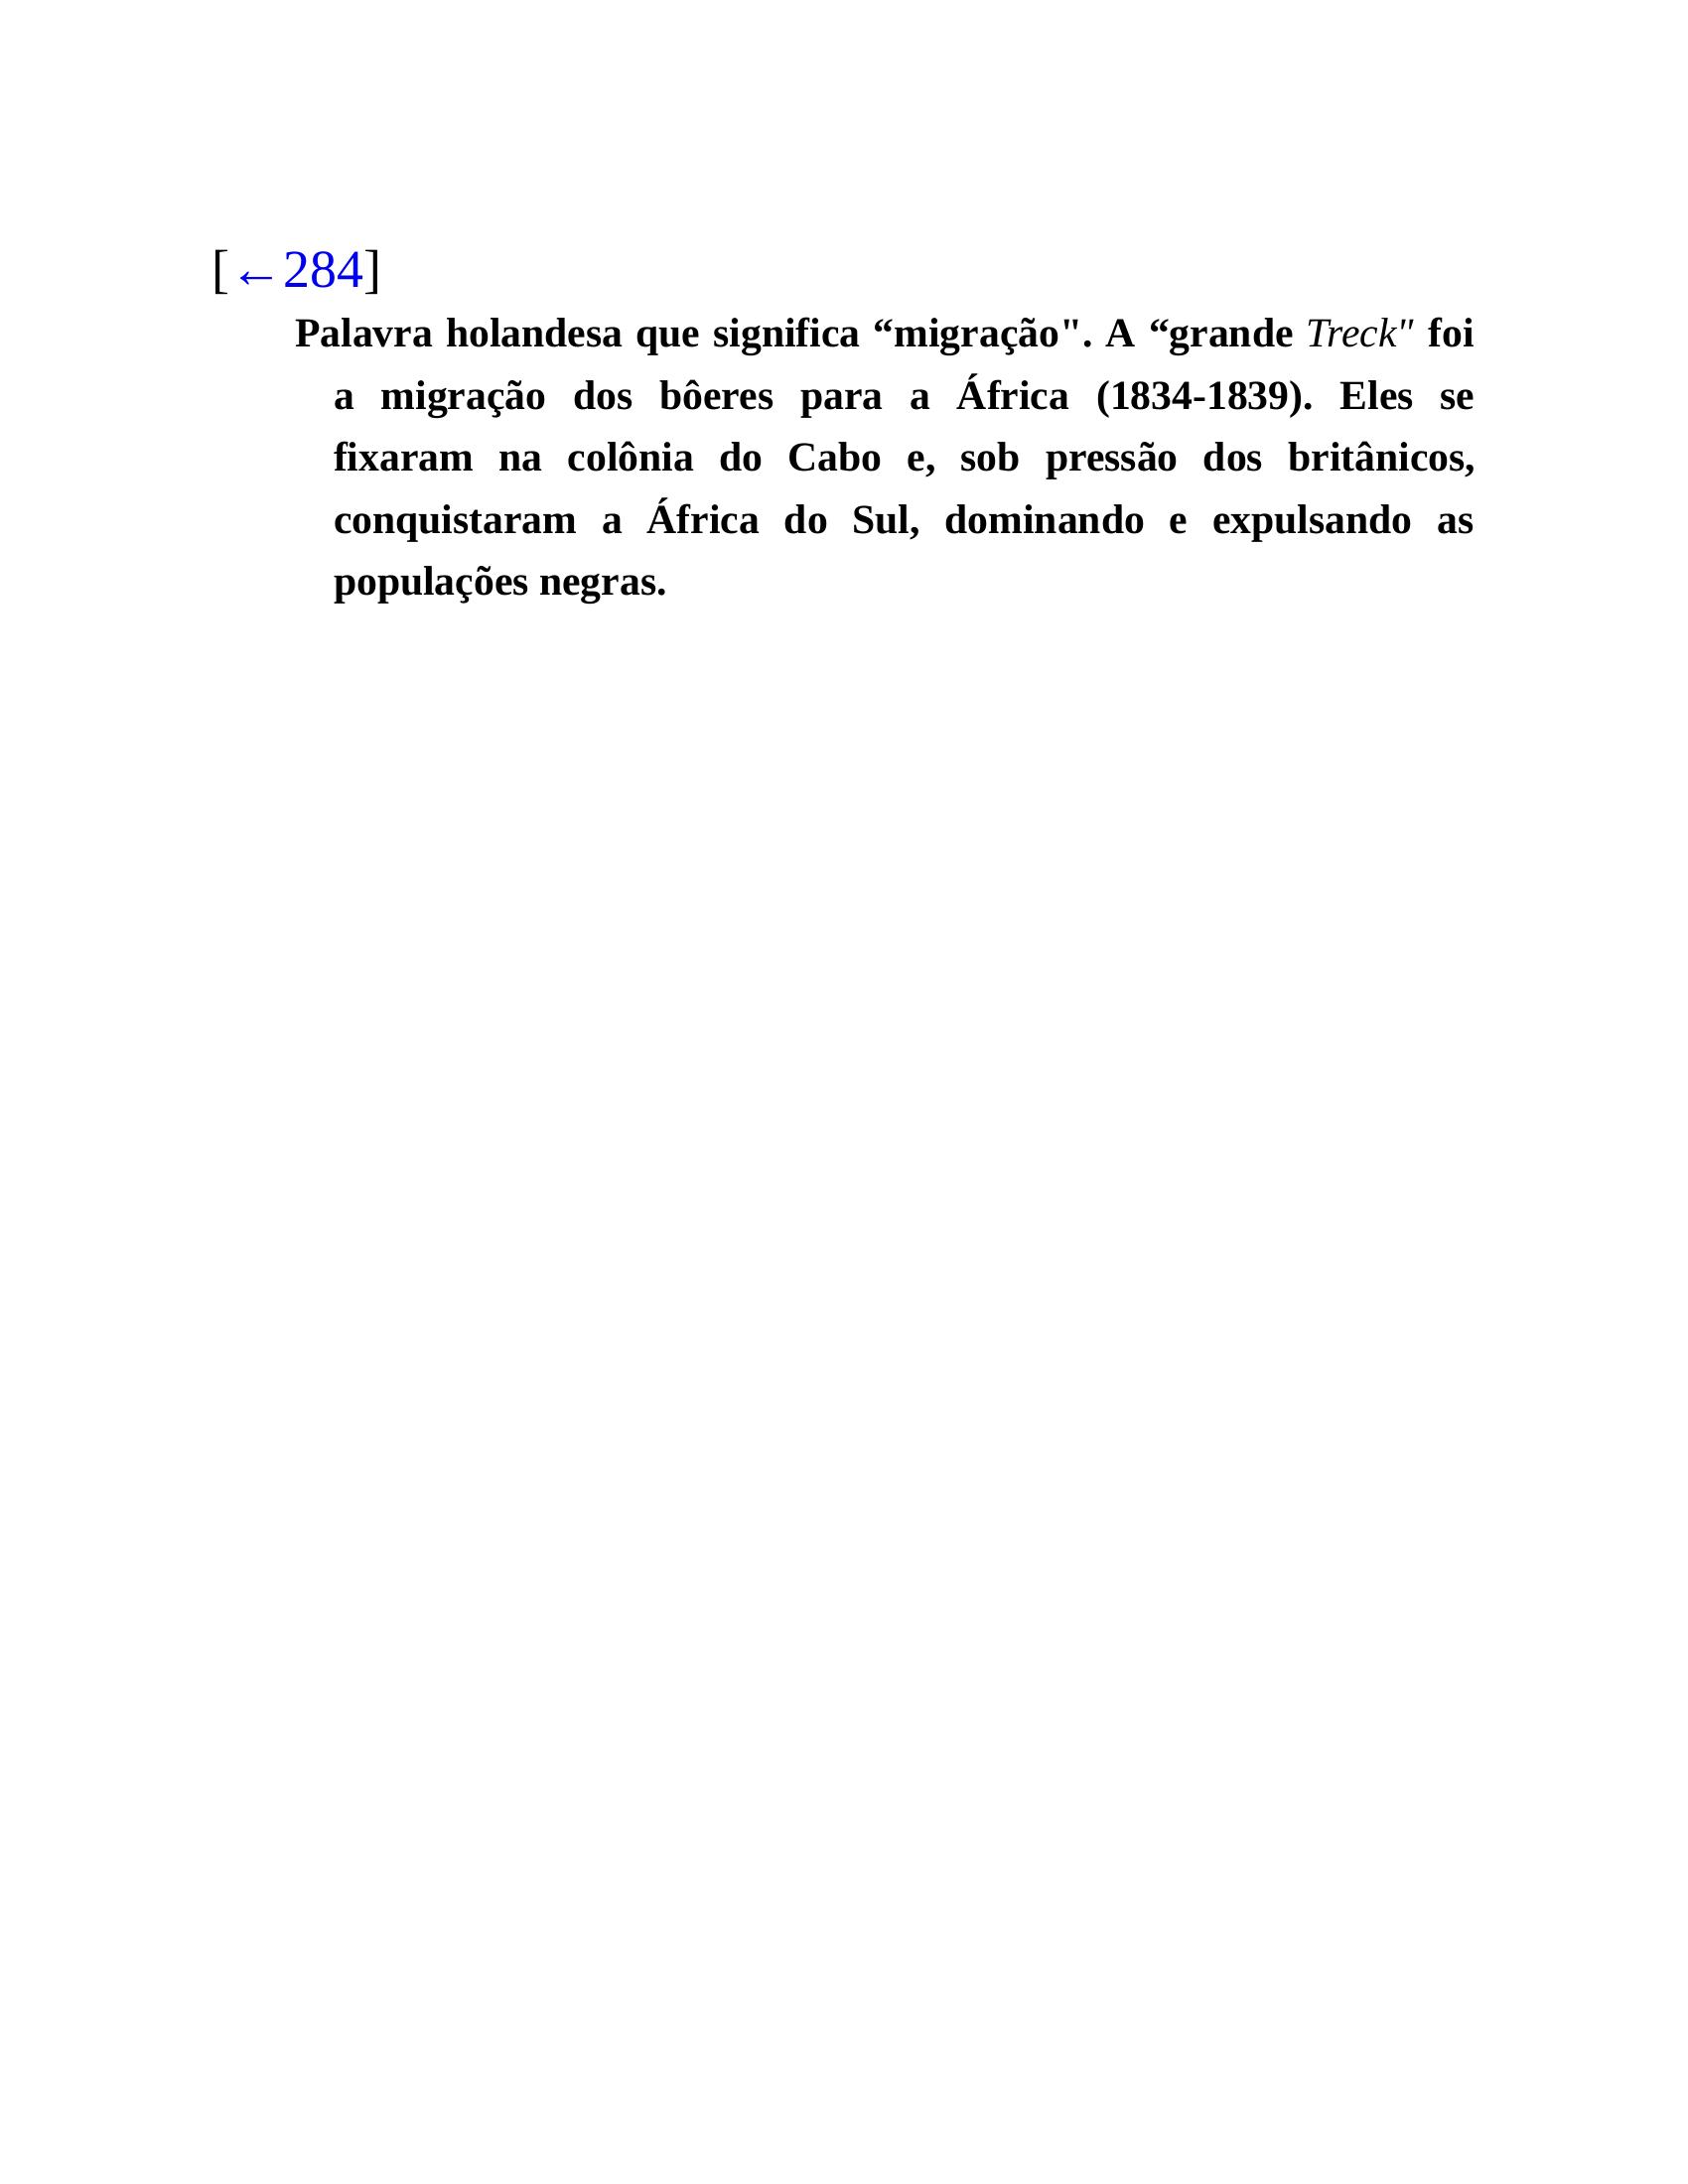 [←284]
Palavra holandesa que significa “migração". A “grande Treck" foi
a migração dos bôeres para a África (1834-1839). Eles se
fixaram na colônia do Cabo e, sob pressão dos britânicos,
conquistaram a África do Sul, dominando e expulsando as
populações negras.